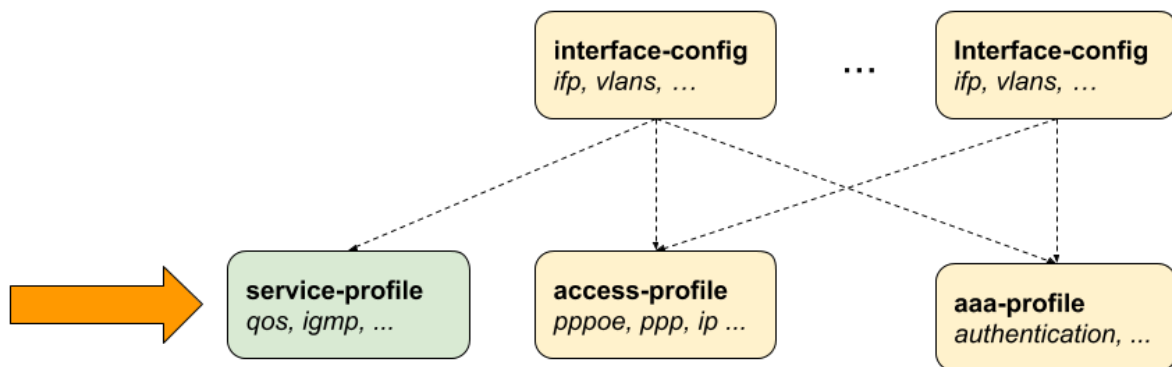 interface-config
ifp, vlans, …
...
Interface-config
ifp, vlans, …
service-profile
qos, igmp, ...
access-profile
pppoe, ppp, ip ...
aaa-profile
authentication, ...